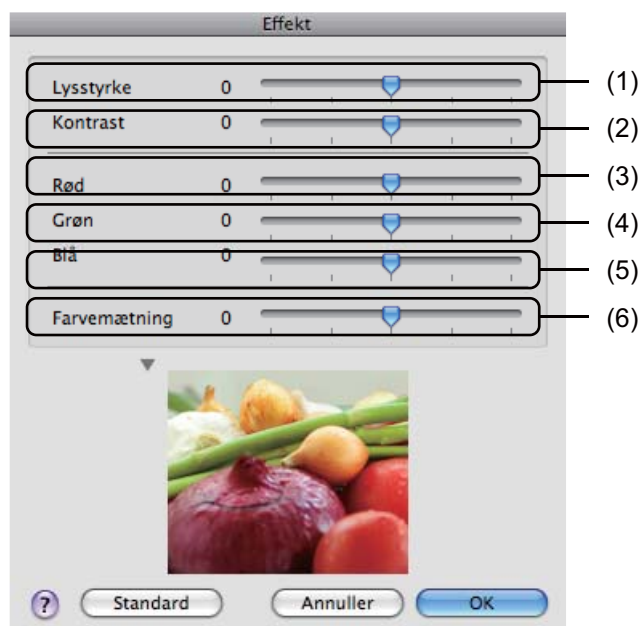 Effekt
Lysstyrke 0 (1)
Kontrast 0 (2)
Rød 0 (3)
Grøn 0 (4)
Blå 0 (5)
Farvemætning 0 (6)
? Standard Annuller OK